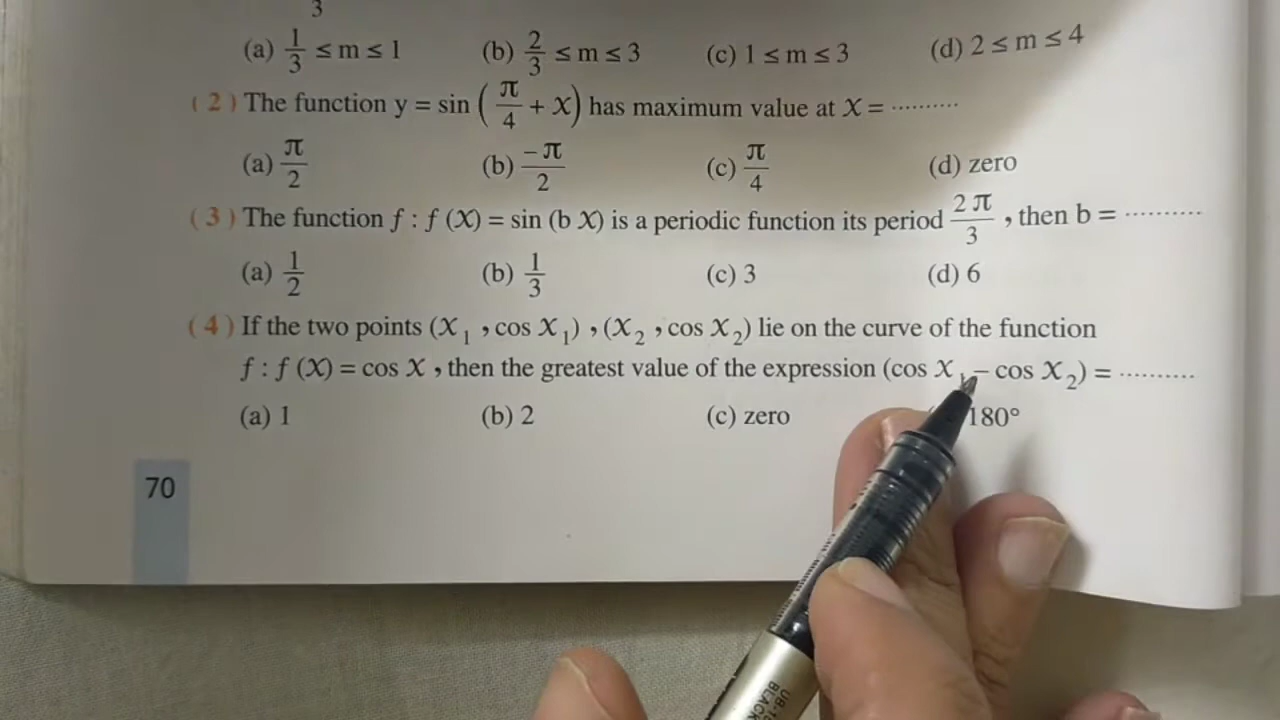 3
(a) 1/3 ≤ m ≤ 1 (b) 2/3 ≤ m ≤ 3 (c) 1 ≤ m ≤ 3 (d) 2 ≤ m ≤ 4
(2) The function y = sin (π/4 + X) has maximum value at X = ··········
(a) π/2 (b) −π/2 (c) π/4 (d) zero
(3) The function f : f (X) = sin (b X) is a periodic function its period 2π/3 , then b = ··········
(a) 1/2 (b) 1/3 (c) 3 (d) 6
(4) If the two points (X₁ , cos X₁) , (X₂ , cos X₂) lie on the curve of the function
f : f (X) = cos X , then the greatest value of the expression (cos X₁ − cos X₂) = ··········
(a) 1 (b) 2 (c) zero 180°
70